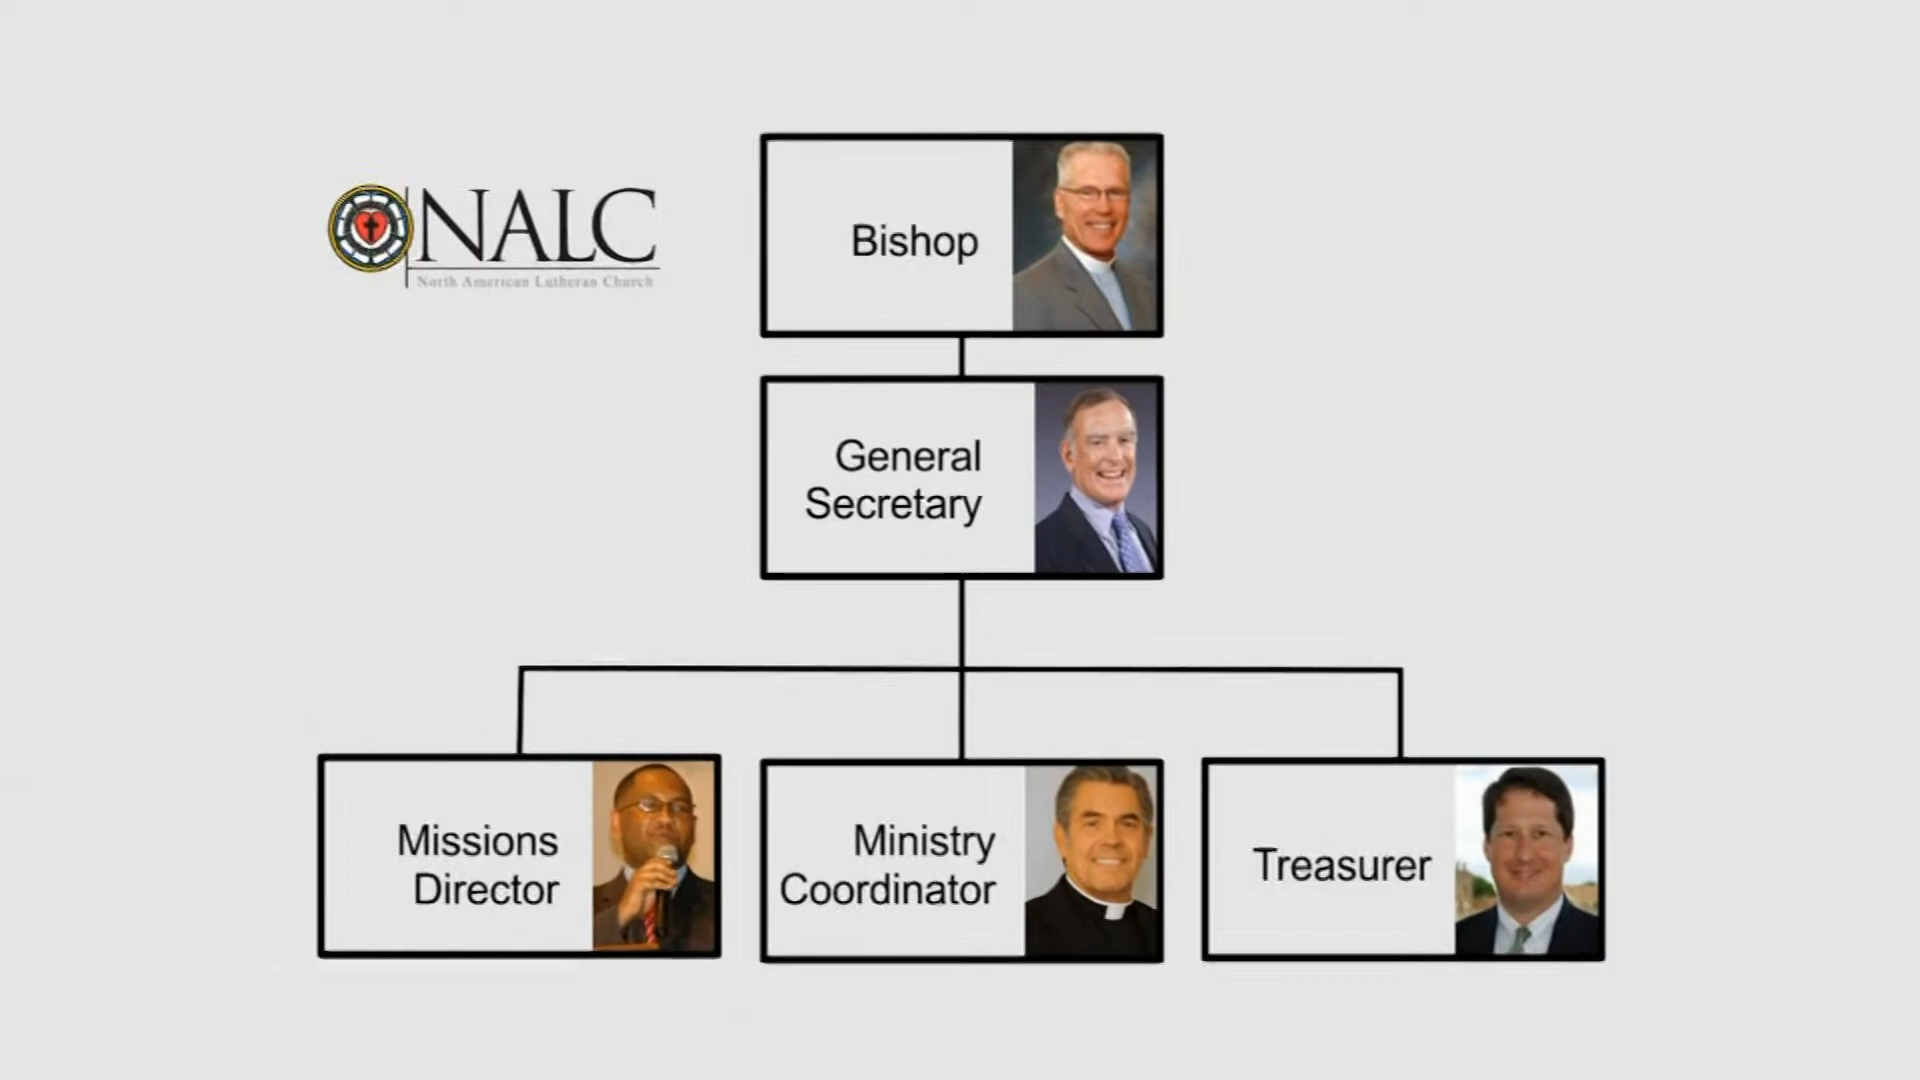 NALC
North American Lutheran Church
Bishop
General
Secretary
Missions
Director
Ministry
Coordinator
Treasurer